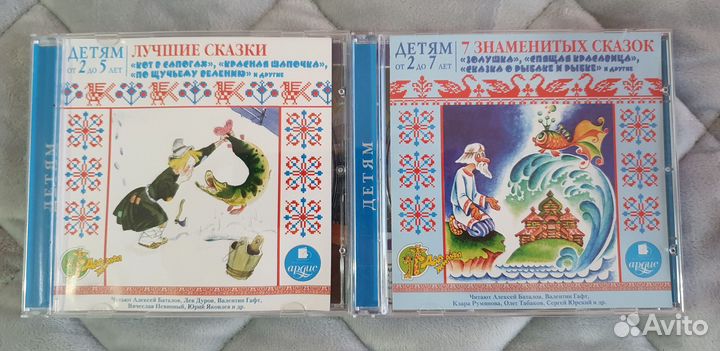 ДЕТЯМ
ОТ 2 ДО 5 ЛЕТ
ЛУЧШИЕ СКАЗКИ
«КОТ В САПОГАХ», «КРАСНАЯ ШАПОЧКА»,
«ПО ЩУЧЬЕМУ ВЕЛЕНИЮ» И ДРУГИЕ
ДЕТЯМ
АРДИС
Читают Алексей Баталов, Лев Дуров, Валентин Гафт,
Вячеслав Невинный, Юрий Яковлев и др.
ДЕТЯМ
ОТ 2 ДО 7 ЛЕТ
7 ЗНАМЕНИТЫХ СКАЗОК
«ЗОЛУШКА», «СПЯЩАЯ КРАСАВИЦА»,
«СКАЗКА О РЫБАКЕ И РЫБКЕ» И ДРУГИЕ
ДЕТЯМ
АРДИС
Читают Алексей Баталов, Валентин Гафт,
Клара Румянова, Олег Табаков, Сергей Юрский и др.
Avito